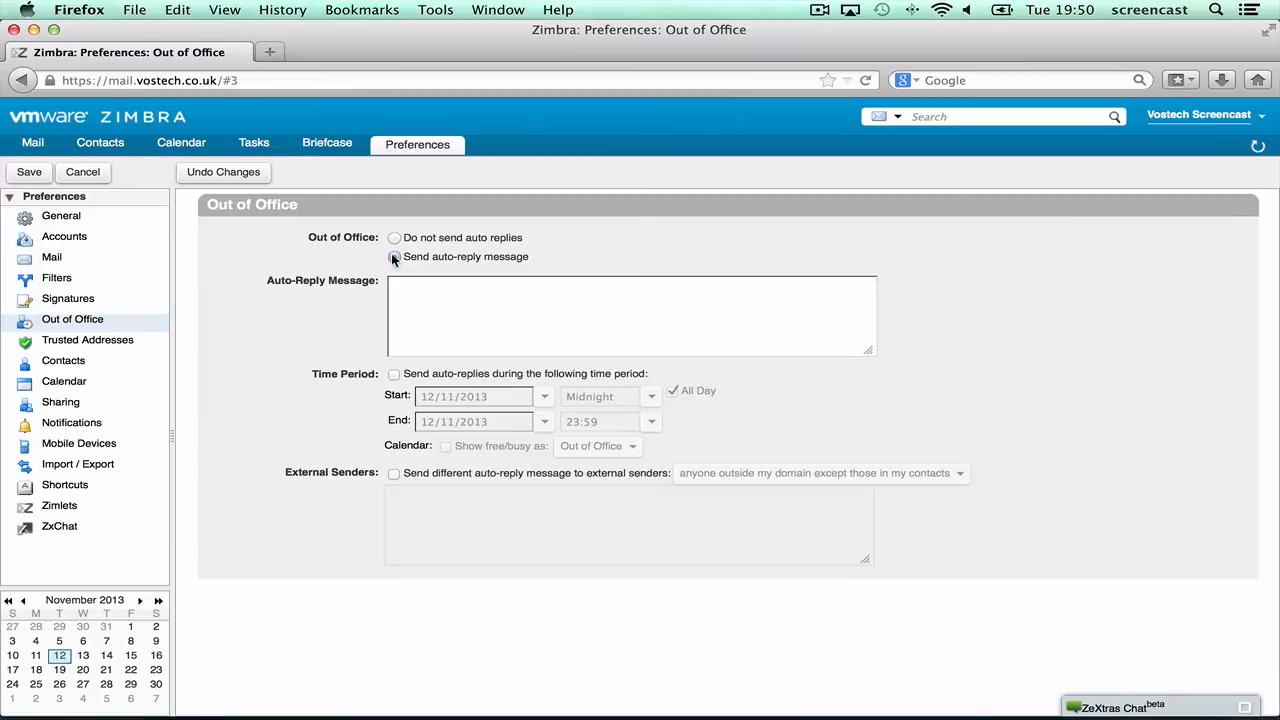 Firefox File Edit View History Bookmarks Tools Window Help Tue 19:50 screencast
Zimbra: Preferences: Out of Office
Zimbra: Preferences: Out of Office
https://mail.vostech.co.uk/#3
Google
vmware ZIMBRA
Search
Vostech Screencast
Mail Contacts Calendar Tasks Briefcase Preferences
Save Cancel Undo Changes
Preferences
General
Accounts
Mail
Filters
Signatures
Out of Office
Trusted Addresses
Contacts
Calendar
Sharing
Notifications
Mobile Devices
Import / Export
Shortcuts
Zimlets
ZxChat
Out of Office
Out of Office: Do not send auto replies
Send auto-reply message
Auto-Reply Message:
Time Period: Send auto-replies during the following time period:
Start: 12/11/2013 Midnight All Day
End: 12/11/2013 23:59
Calendar: Show free/busy as: Out of Office
External Senders: Send different auto-reply message to external senders: anyone outside my domain except those in my contacts
November 2013
S M T W T F S
27 28 29 30 31 1 2
3 4 5 6 7 8 9
10 11 12 13 14 15 16
17 18 19 20 21 22 23
24 25 26 27 28 29 30
1 2 3 4 5 6 7
ZeXtras Chat beta